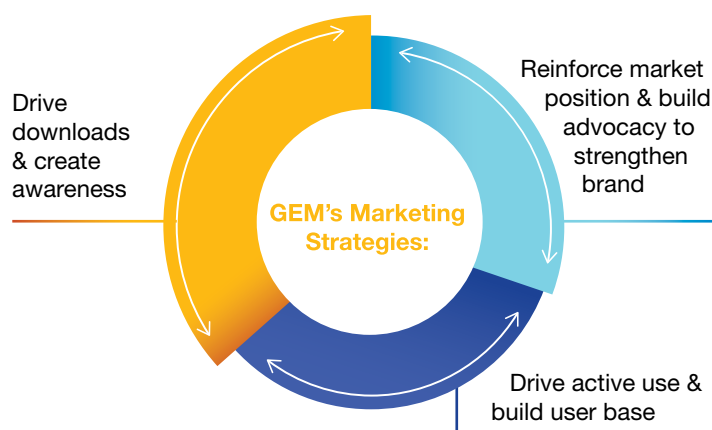 Drive
downloads
& create
awareness
GEM’s Marketing
Strategies:
Reinforce market
position & build
advocacy to
strengthen
brand
Drive active use &
build user base